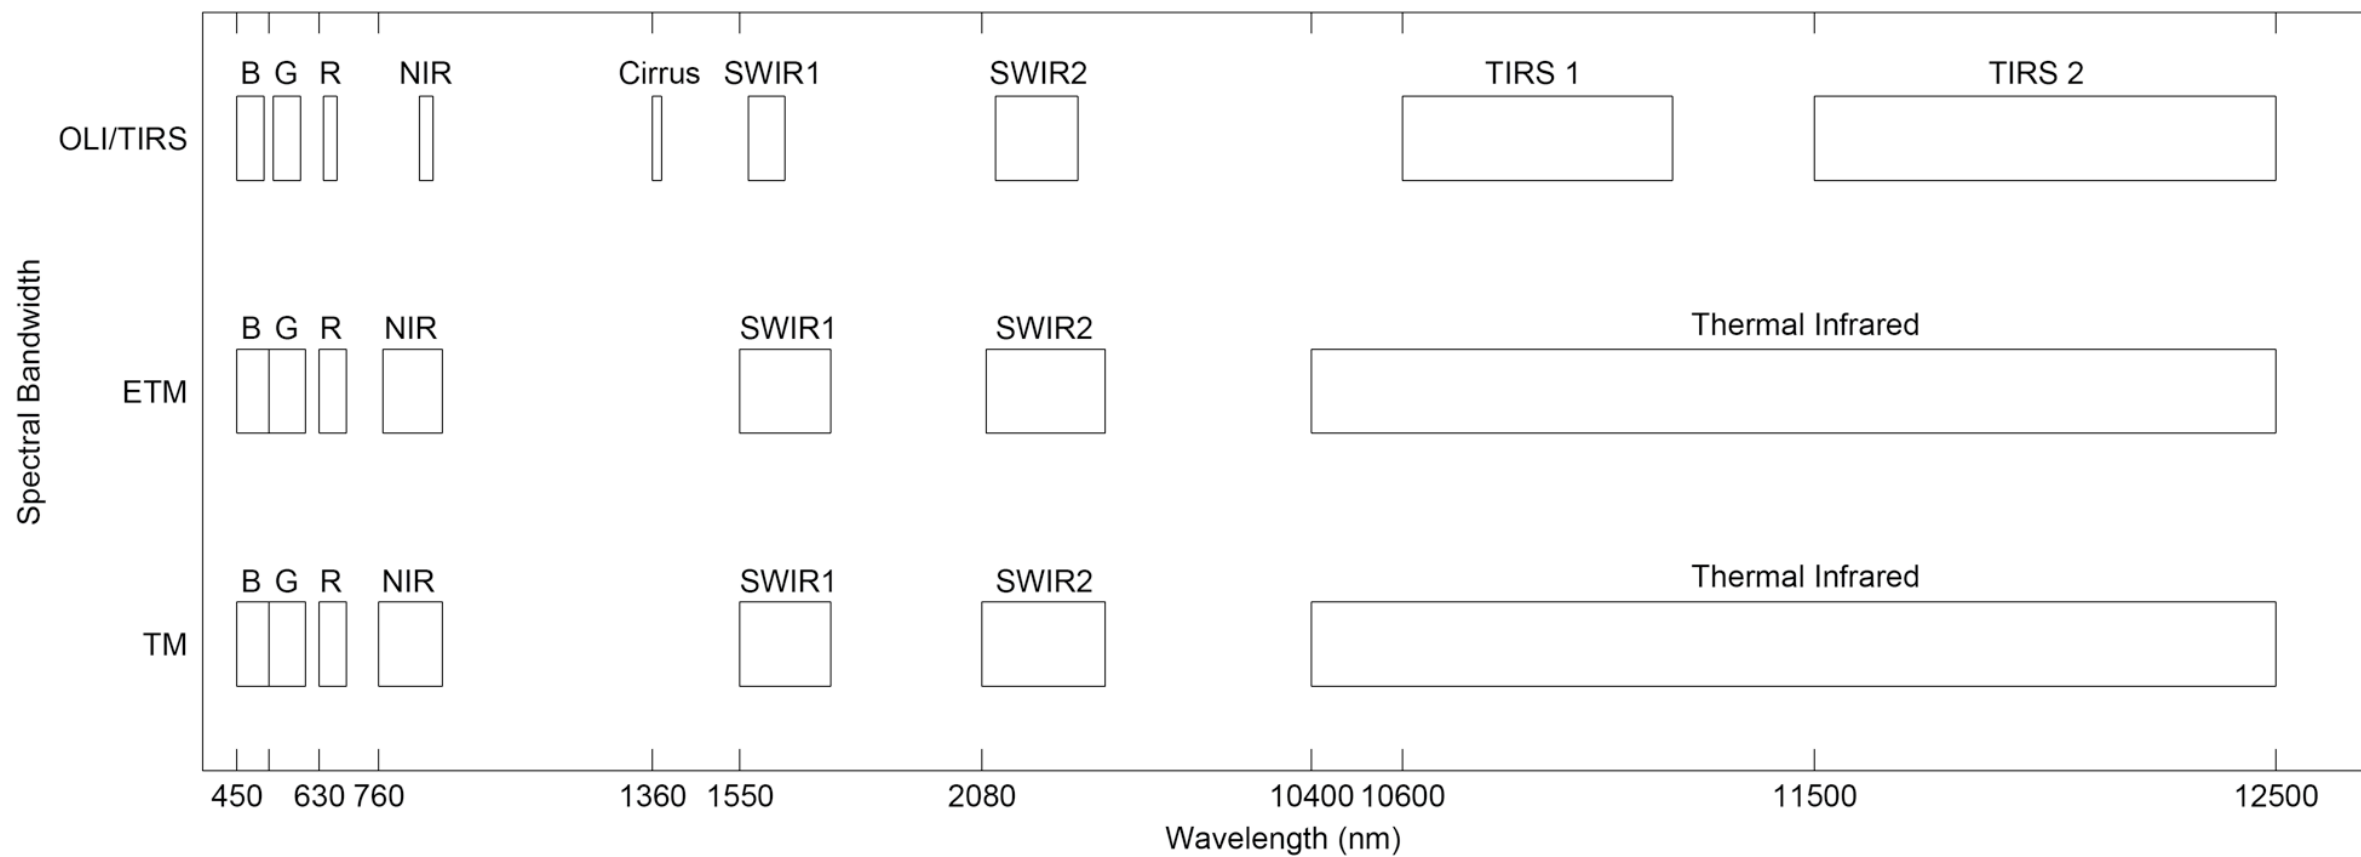 B G R NIR Cirrus SWIR1 SWIR2 TIRS 1 TIRS 2
OLI/TIRS
B G R NIR SWIR1 SWIR2 Thermal Infrared
ETM
B G R NIR SWIR1 SWIR2 Thermal Infrared
TM
Spectral Bandwidth
450 630 760 1360 1550 2080 10400 10600 11500 12500
Wavelength (nm)